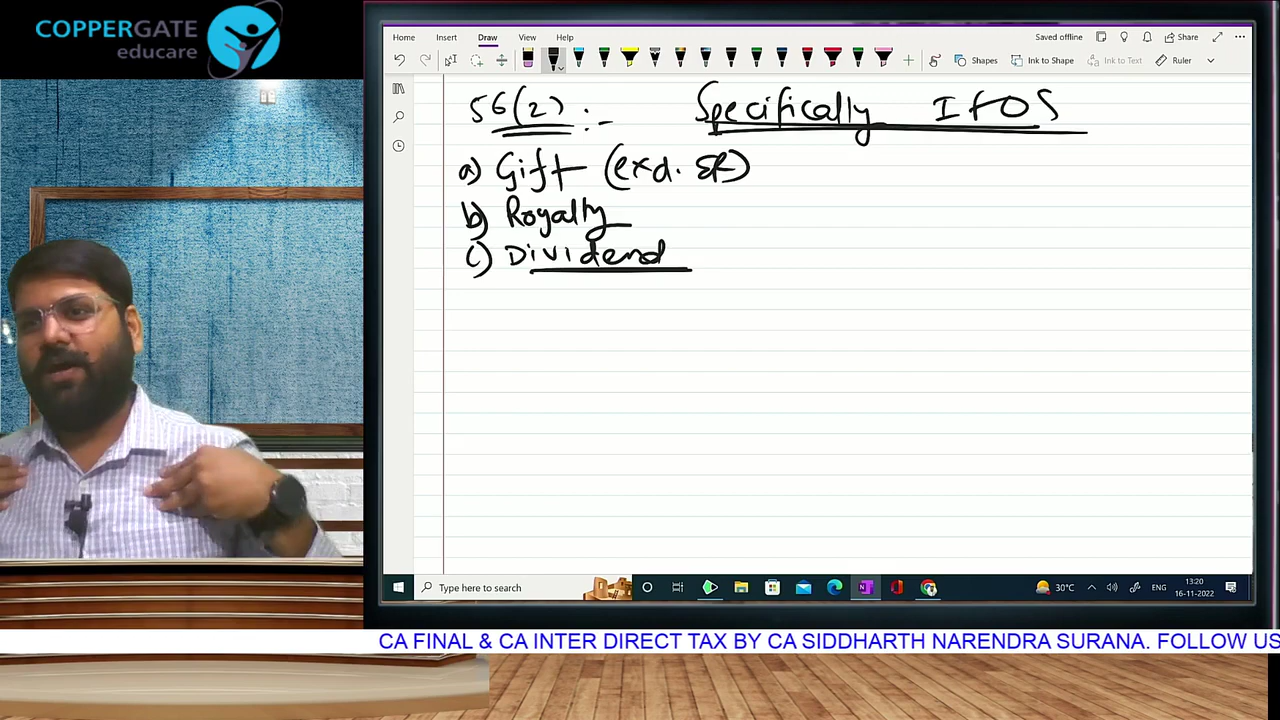 COPPERGATE
educare
Home Insert Draw View Help
Saved offline
Share
Shapes
Ink to Shape
Ink to Text
Ruler
56(2) :- Specifically IFOS
a) Gift (exd. SR)
b) Royalty
c) Dividend
Type here to search
30°C
ENG
13:20
16-11-2022
CA FINAL & CA INTER DIRECT TAX BY CA SIDDHARTH NARENDRA SURANA. FOLLOW US